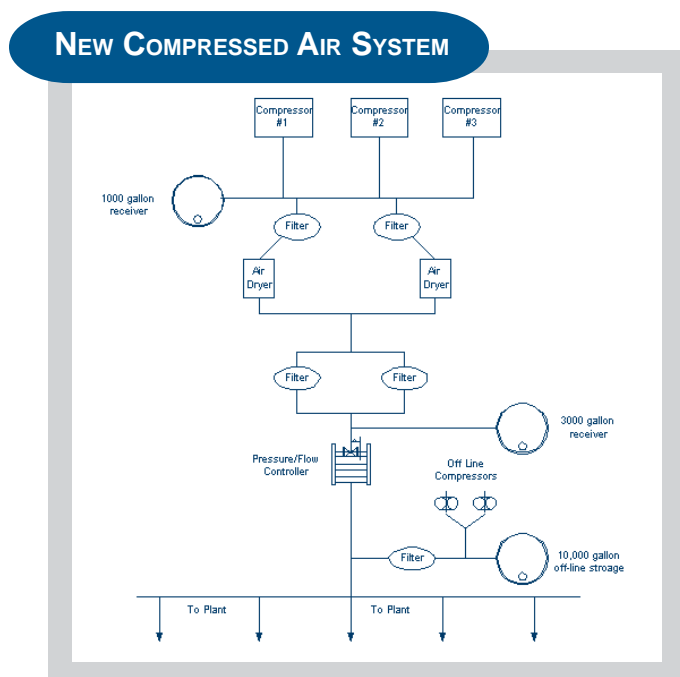 NEW COMPRESSED AIR SYSTEM
Compressor
#1
Compressor
#2
Compressor
#3
1000 gallon
receiver
Filter
Filter
Air
Dryer
Air
Dryer
Filter
Filter
3000 gallon
receiver
Pressure/Flow
Controller
Off Line
Compressors
Filter
10,000 gallon
off-line stroage
To Plant
To Plant